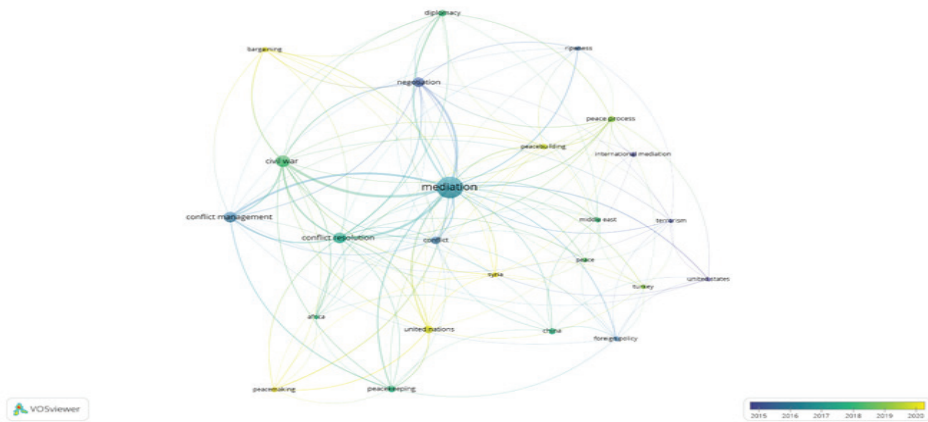 diplomacy
bargaining
ripeness
negotiation
peace process
peacebuilding
international mediation
civil war
mediation
conflict management
middle east
terrorism
conflict resolution
conflict
peace
syria
united states
turkey
africa
united nations
china
foreign policy
peacemaking
peacekeeping
VOSviewer
2015 2016 2017 2018 2019 2020